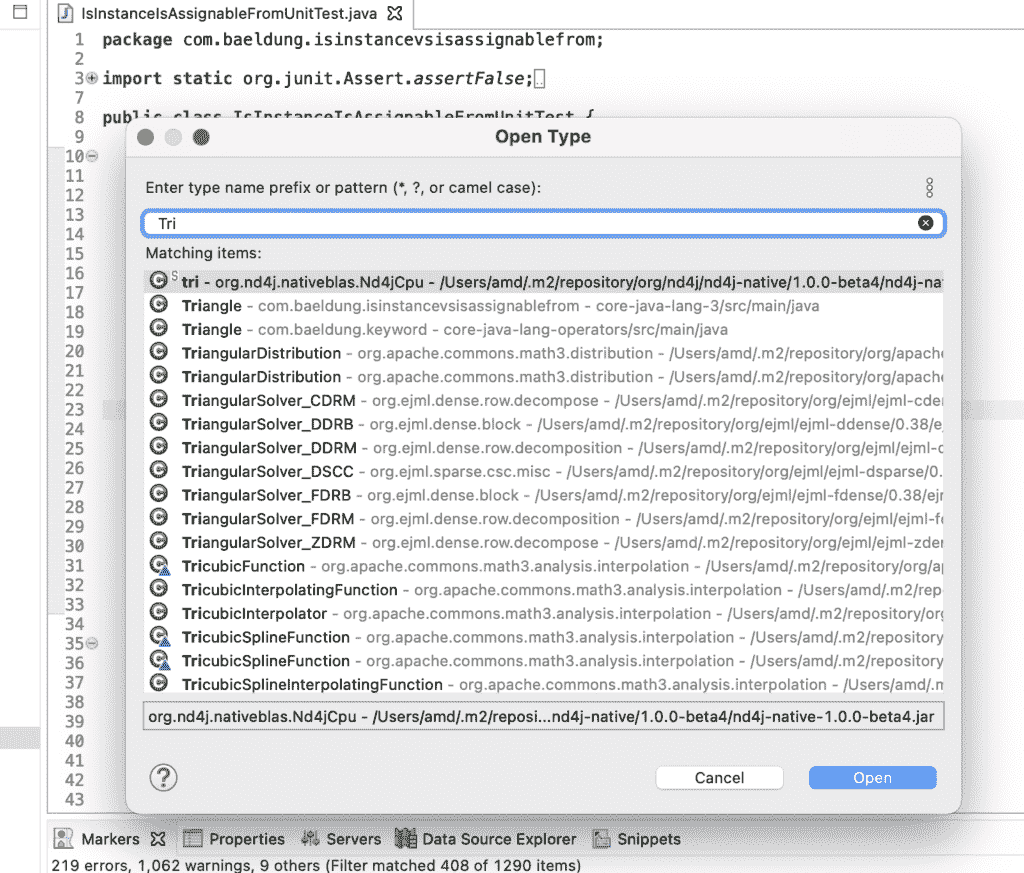 IsInstanceIsAssignableFromUnitTest.java
1 package com.baeldung.isinstancevsisassignablefrom;
2
3 import static org.junit.Assert.assertFalse;
7
8 public class IsInstanceIsAssignableFromUnitTest {
9
Open Type
10
Enter type name prefix or pattern (*, ?, or camel case):
11
12
13
Tri
14
15
Matching items:
16
tri - org.nd4j.nativeblas.Nd4jCpu - /Users/amd/.m2/repository/org/nd4j/nd4j-native/1.0.0-beta4/nd4j-na
17
Triangle - com.baeldung.isinstancevsisassignablefrom - core-java-lang-3/src/main/java
18
Triangle - com.baeldung.keyword - core-java-lang-operators/src/main/java
19
20
TriangularDistribution - org.apache.commons.math3.distribution - /Users/amd/.m2/repository/org/apache
21
TriangularDistribution - org.apache.commons.math3.distribution - /Users/amd/.m2/repository/org/apache
22
TriangularSolver_CDRM - org.ejml.dense.row.decompose - /Users/amd/.m2/repository/org/ejml/ejml-cden
23
TriangularSolver_DDRB - org.ejml.dense.block - /Users/amd/.m2/repository/org/ejml/ejml-ddense/0.38/e
24
TriangularSolver_DDRM - org.ejml.dense.row.decomposition - /Users/amd/.m2/repository/org/ejml/ejml-d
25
TriangularSolver_DSCC - org.ejml.sparse.csc.misc - /Users/amd/.m2/repository/org/ejml/ejml-dsparse/0.
26
27
TriangularSolver_FDRB - org.ejml.dense.block - /Users/amd/.m2/repository/org/ejml/ejml-fdense/0.38/ejr
28
TriangularSolver_FDRM - org.ejml.dense.row.decomposition - /Users/amd/.m2/repository/org/ejml/ejml-fd
29
TriangularSolver_ZDRM - org.ejml.dense.row.decompose - /Users/amd/.m2/repository/org/ejml/ejml-zder
30
31
TricubicFunction - org.apache.commons.math3.analysis.interpolation - /Users/amd/.m2/repository/org/a
32
TricubicInterpolatingFunction - org.apache.commons.math3.analysis.interpolation - /Users/amd/.m2/rep
33
TricubicInterpolator - org.apache.commons.math3.analysis.interpolation - /Users/amd/.m2/repository/org
34
TricubicSplineFunction - org.apache.commons.math3.analysis.interpolation - /Users/amd/.m2/repository
35
TricubicSplineFunction - org.apache.commons.math3.analysis.interpolation - /Users/amd/.m2/repository
36
TricubicSplineInterpolatingFunction - org.apache.commons.math3.analysis.interpolation - /Users/amd/.m
37
38
org.nd4j.nativeblas.Nd4jCpu - /Users/amd/.m2/reposi...nd4j-native/1.0.0-beta4/nd4j-native-1.0.0-beta4.jar
39
40
41
Cancel
Open
42
43
Markers
Properties
Servers
Data Source Explorer
Snippets
219 errors, 1,062 warnings, 9 others (Filter matched 408 of 1290 items)